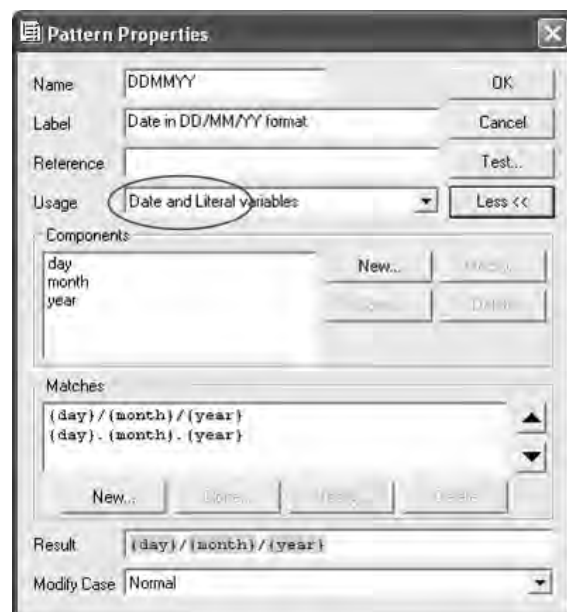 Pattern Properties
Name DDMMYY OK
Label Date in DD/MM/YY format Cancel
Reference Test...
Usage Date and Literal variables Less <<
Components
day New...
month
year
Matches
{day}/{month}/{year}
{day}.{month}.{year}
New...
Result {day}/{month}/{year}
Modify Case Normal